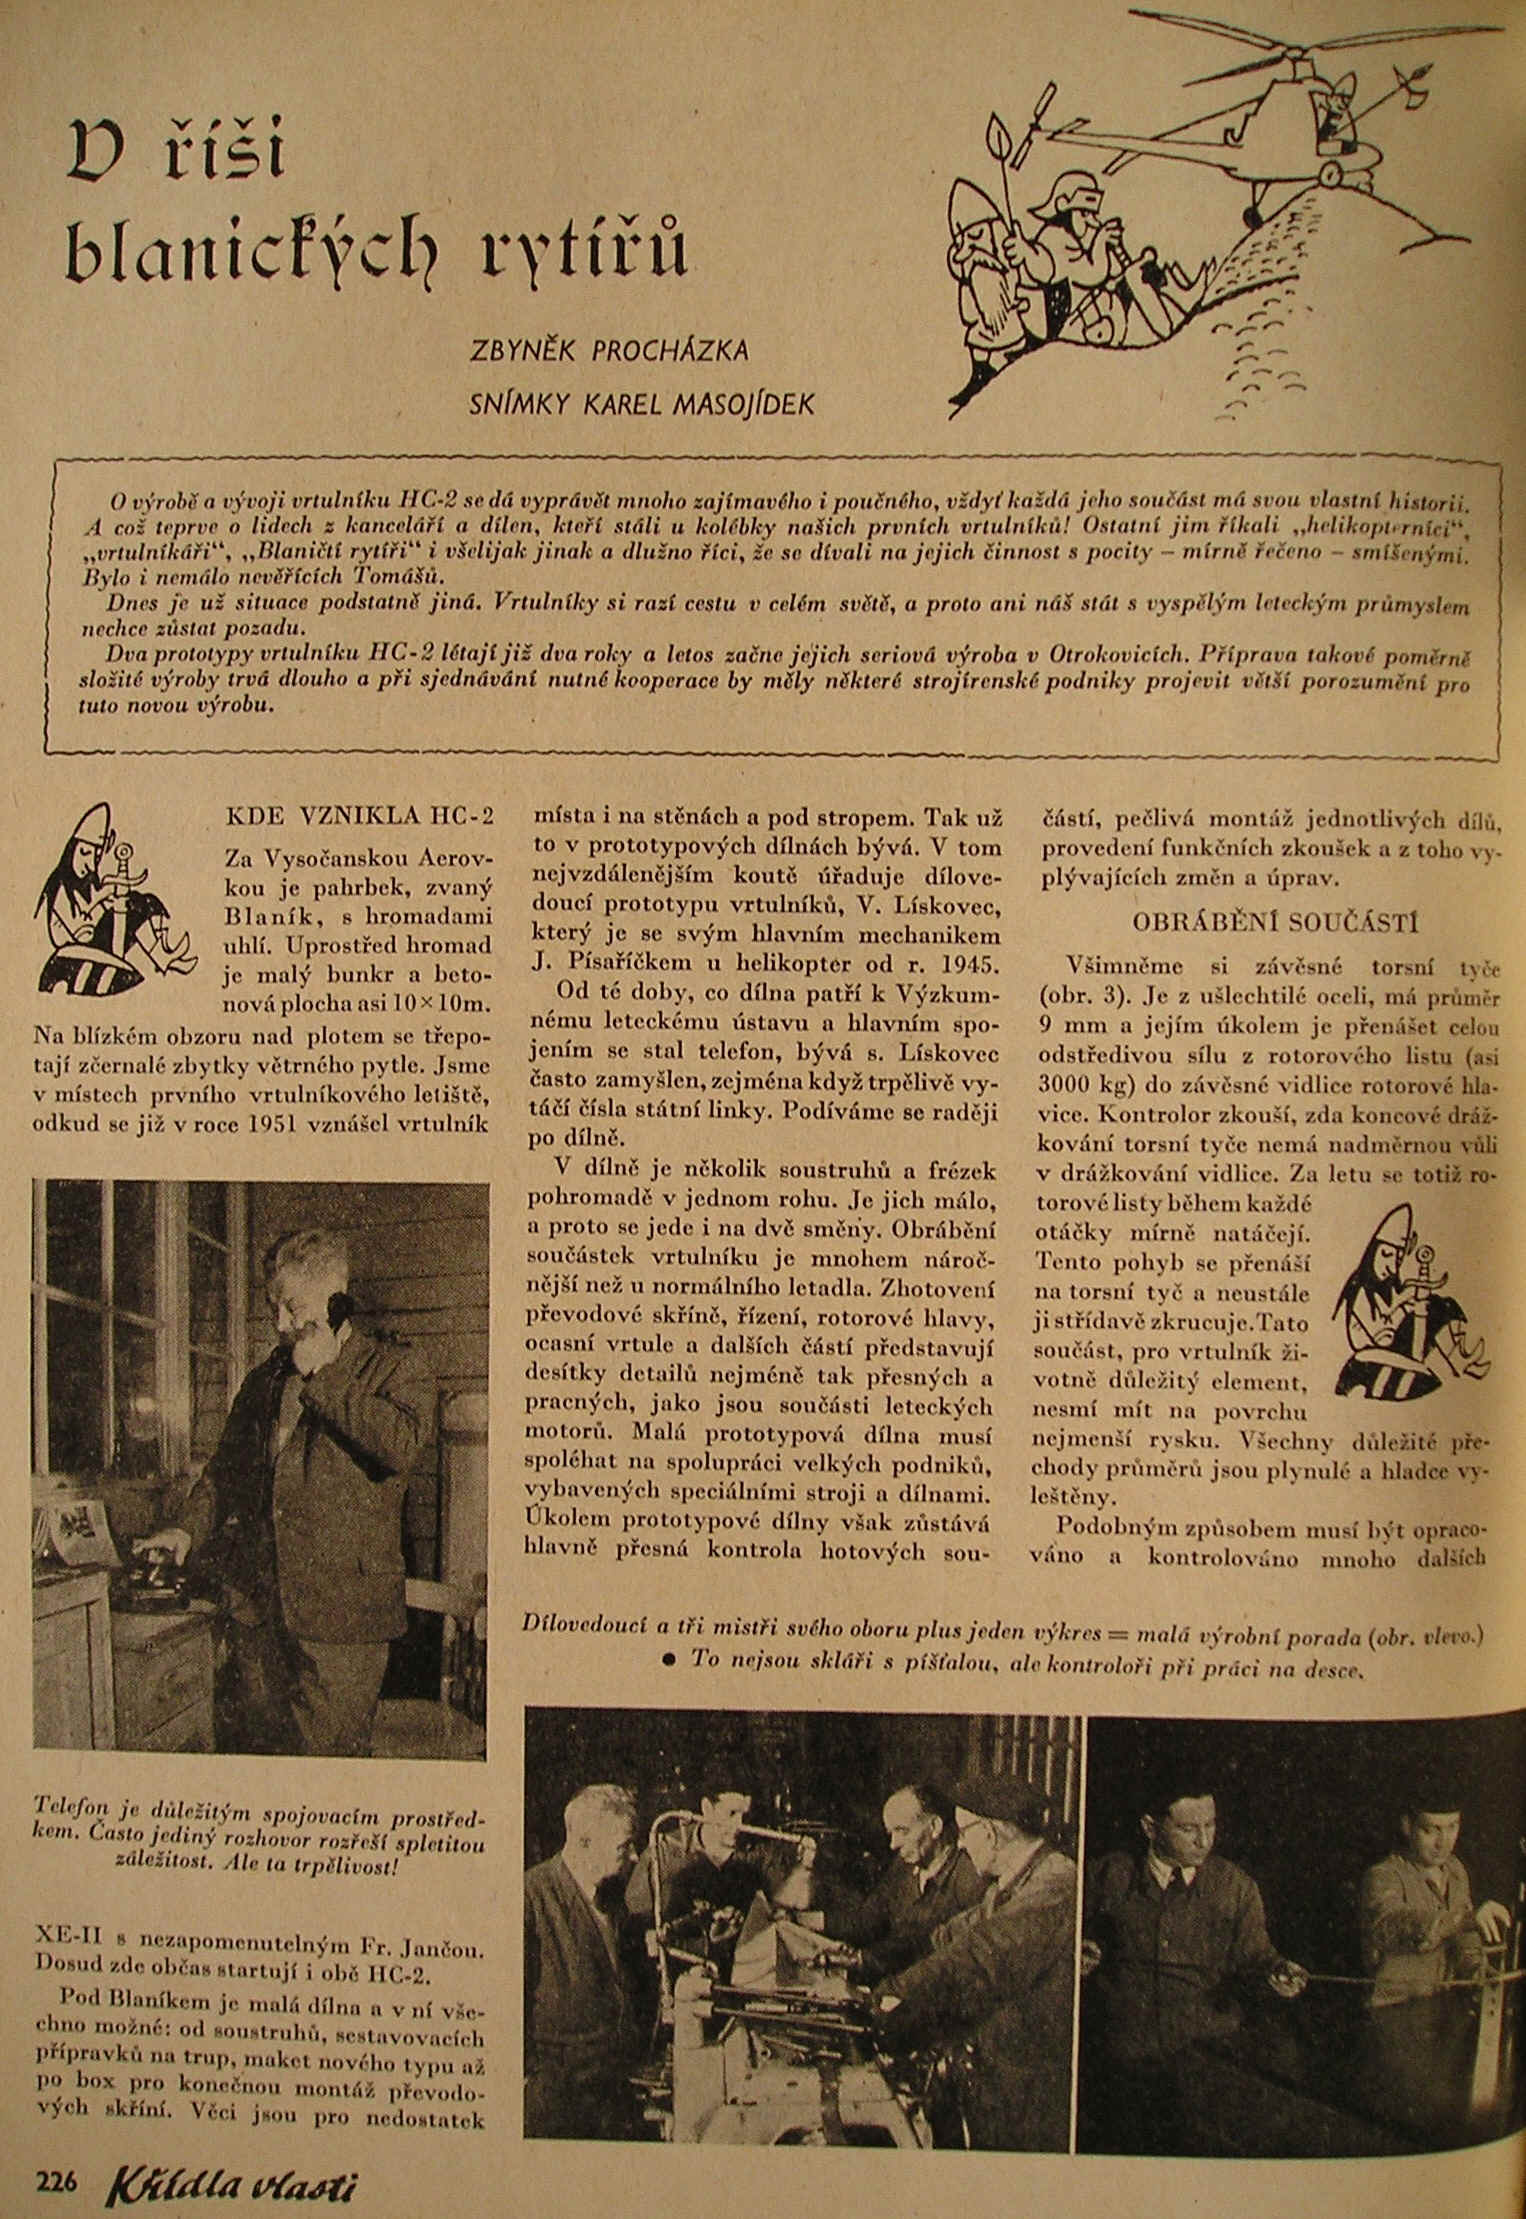 V říši
blanických rytířů
ZBYNĚK PROCHÁZKA
SNÍMKY KAREL MASOJÍDEK
O výrobě a vývoji vrtulníku HC-2 se dá vyprávět mnoho zajímavého i poučného, vždyť každá jeho součást má svou vlastní historii.
A což teprve o lidech z kanceláří a dílen, kteří stáli u kolébky našich prvních vrtulníků! Ostatní jim říkali „helikopterníci“,
„vrtulníkáři“, „Blaničtí rytíři“ i všelijak jinak a dlužno říci, že se dívali na jejich činnost s pocity – mírně řečeno – smíšenými.
Bylo i nemálo nevěřících Tomášů.
Dnes je už situace podstatně jiná. Vrtulníky si razí cestu v celém světě, a proto ani náš stát s vyspělým leteckým průmyslem
nechce zůstat pozadu.
Dva prototypy vrtulníku HC-2 létají již dva roky a letos začne jejich seriová výroba v Otrokovicích. Příprava takové poměrně
složité výroby trvá dlouho a při sjednávání nutné kooperace by měly některé strojírenské podniky projevit větší porozumění pro
tuto novou výrobu.
KDE VZNIKLA HC-2
Za Vysočanskou Aerov-
kou je pahrbek, zvaný
Blaník, s hromadami
uhlí. Uprostřed hromad
je malý bunkr a beto-
nová plocha asi 10×10m.
Na blízkém obzoru nad plotem se třepo-
tají zčernalé zbytky větrného pytle. Jsme
v místech prvního vrtulníkového letiště,
odkud se již v roce 1951 vznášel vrtulník
Telefon je důležitým spojovacím prostřed-
kem. Často jediný rozhovor rozřeší spletitou
záležitost. Ale ta trpělivost!
XE-II s nezapomenutelným Fr. Jančou.
Dosud zde občas startují i obě HC-2.
Pod Blaníkem je malá dílna a v ní vše-
chno možné: od soustruhů, sestavovacích
přípravků na trup, maket nového typu až
po box pro konečnou montáž převodo-
vých skříní. Věci jsou pro nedostatek
místa i na stěnách a pod stropem. Tak už
to v prototypových dílnách bývá. V tom
nejvzdálenějším koutě úřaduje dílove-
doucí prototypu vrtulníků, V. Lískovec,
který je se svým hlavním mechanikem
J. Písaříčkem u helikopter od r. 1945.
Od té doby, co dílna patří k Výzkum-
nému leteckému ústavu a hlavním spo-
jením se stal telefon, bývá s. Lískovec
často zamyšlen, zejména když trpělivě vy-
táčí čísla státní linky. Podíváme se raději
po dílně.
V dílně je několik soustruhů a frézek
pohromadě v jednom rohu. Je jich málo,
a proto se jede i na dvě směny. Obrábění
součástek vrtulníku je mnohem nároč-
nější než u normálního letadla. Zhotovení
převodové skříně, řízení, rotorové hlavy,
ocasní vrtule a dalších částí představují
desítky detailů nejméně tak přesných a
pracných, jako jsou součásti leteckých
motorů. Malá prototypová dílna musí
spoléhat na spolupráci velkých podniků,
vybavených speciálními stroji a dílnami.
Úkolem prototypové dílny však zůstává
hlavně přesná kontrola hotových sou-
částí, pečlivá montáž jednotlivých dílů,
provedení funkčních zkoušek a z toho vy-
plývajících změn a úprav.
OBRÁBĚNÍ SOUČÁSTÍ
Všimněme si závěsné torsní tyče
(obr. 3). Je z ušlechtilé oceli, má průměr
9 mm a jejím úkolem je přenášet celou
odstředivou sílu z rotorového listu (asi
3000 kg) do závěsné vidlice rotorové hla-
vice. Kontrolor zkouší, zda koncové dráž-
kování torsní tyče nemá nadměrnou vůli
v drážkování vidlice. Za letu se totiž ro-
torové listy během každé
otáčky mírně natáčejí.
Tento pohyb se přenáší
na torsní tyč a neustále
ji střídavě zkrucuje. Tato
součást, pro vrtulník ži-
votně důležitý element,
nesmí mít na povrchu
nejmenší rysku. Všechny důležité pře-
chody průměrů jsou plynulé a hladce vy-
leštěny.
Podobným způsobem musí být opraco-
váno a kontrolováno mnoho dalších
Dílovedoucí a tři mistři svého oboru plus jeden výkres = malá výrobní porada (obr. vlevo.)
● To nejsou skláři s píšťalou, ale kontroloři při práci na desce.
226 Křídla vlasti